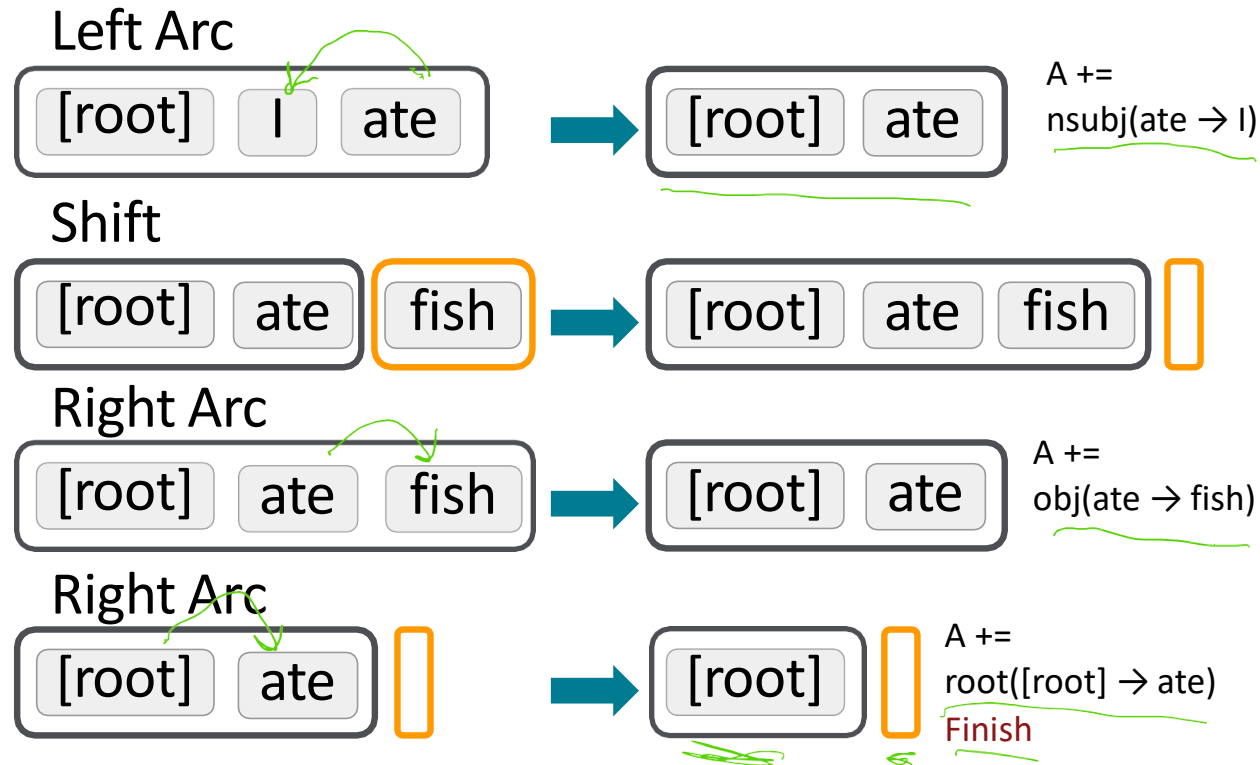 Left Arc
[root] I ate [root] ate
A +=
nsubj(ate → I)
Shift
[root] ate fish [root] ate fish
Right Arc
[root] ate fish [root] ate
A +=
obj(ate → fish)
Right Arc
[root] ate [root]
A +=
root([root] → ate)
Finish